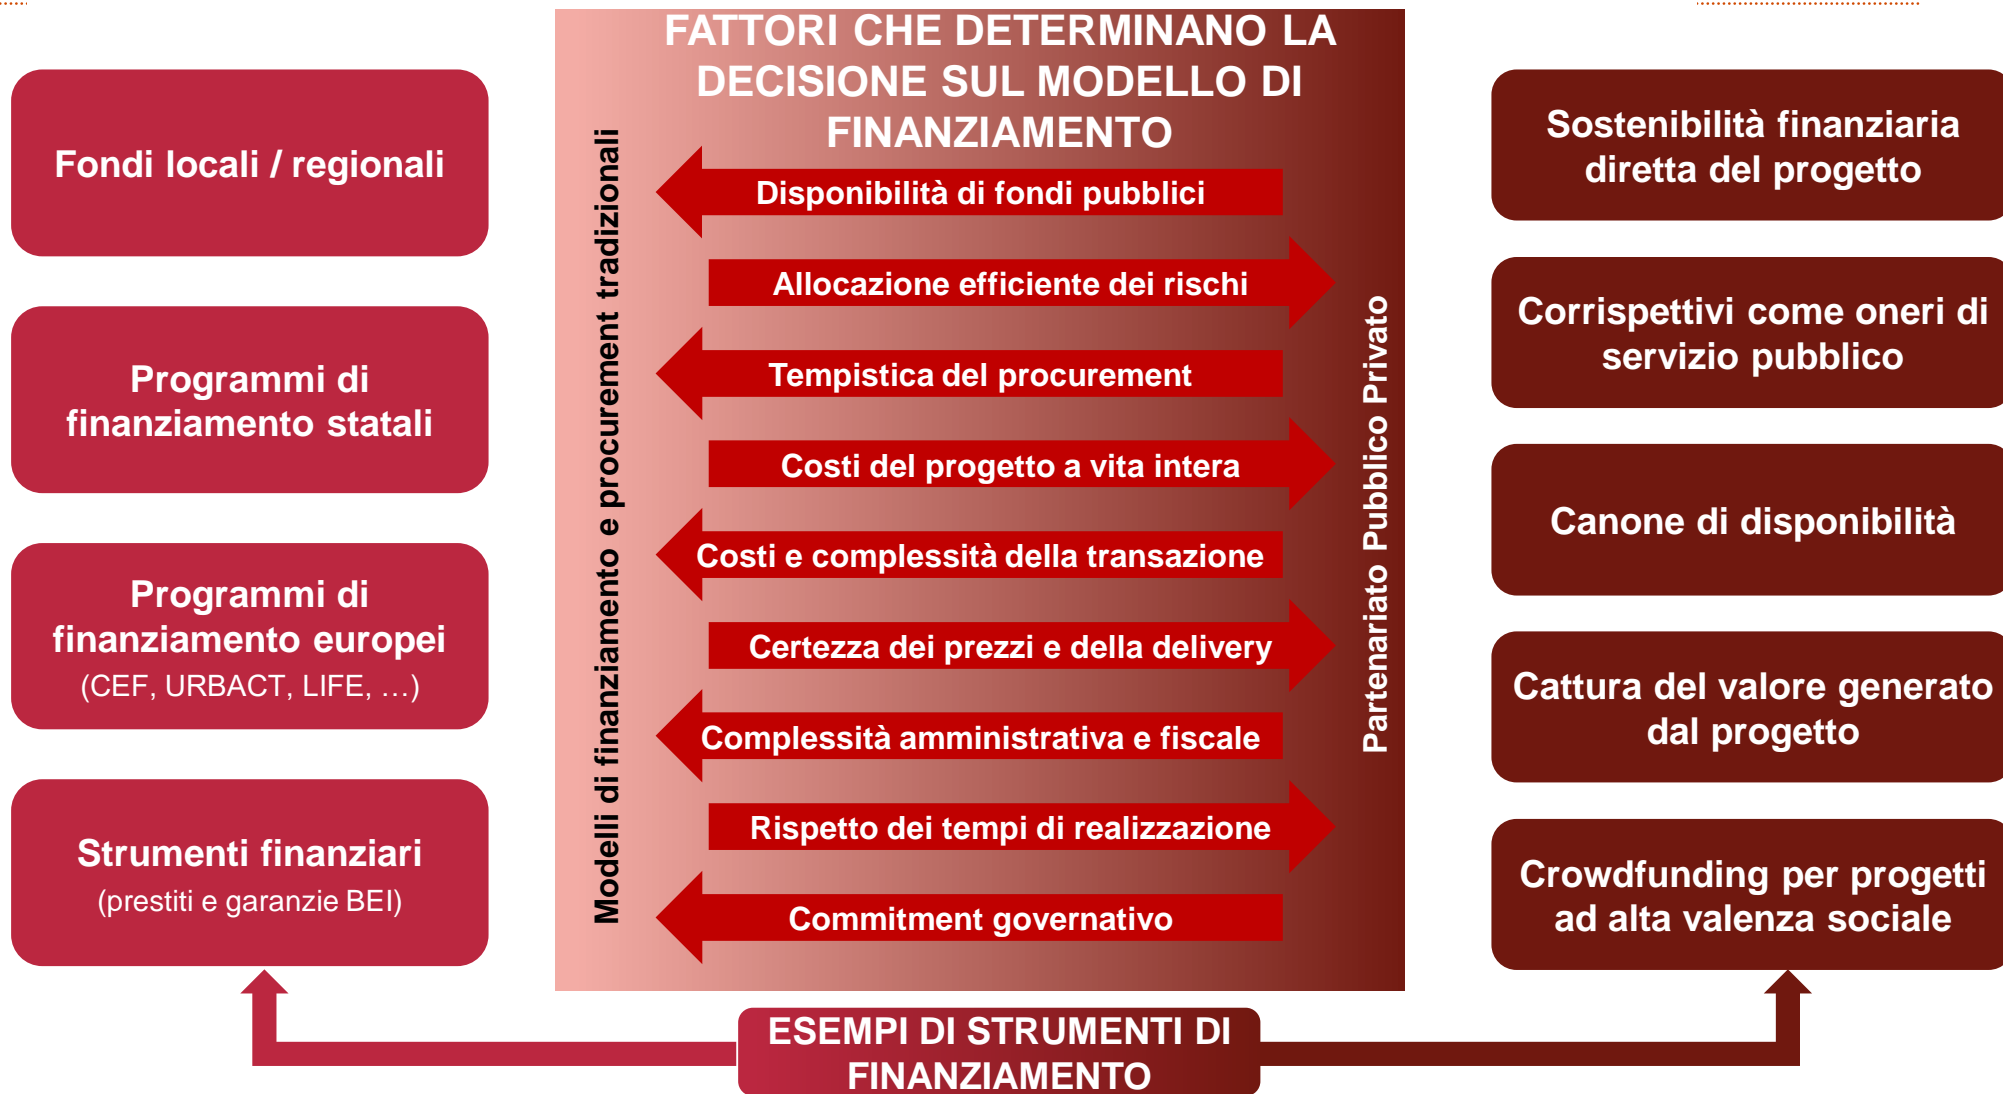 FATTORI CHE DETERMINANO LA
DECISIONE SUL MODELLO DI
FINANZIAMENTO
Fondi locali / regionali
Programmi di
finanziamento statali
Programmi di
finanziamento europei
(CEF, URBACT, LIFE, …)
Strumenti finanziari
(prestiti e garanzie BEI)
Modelli di finanziamento e procurement tradizionali
Disponibilità di fondi pubblici
Allocazione efficiente dei rischi
Tempistica del procurement
Costi del progetto a vita intera
Costi e complessità della transazione
Certezza dei prezzi e della delivery
Complessità amministrativa e fiscale
Rispetto dei tempi di realizzazione
Commitment governativo
Partenariato Pubblico Privato
Sostenibilità finanziaria
diretta del progetto
Corrispettivi come oneri di
servizio pubblico
Canone di disponibilità
Cattura del valore generato
dal progetto
Crowdfunding per progetti
ad alta valenza sociale
ESEMPI DI STRUMENTI DI
FINANZIAMENTO